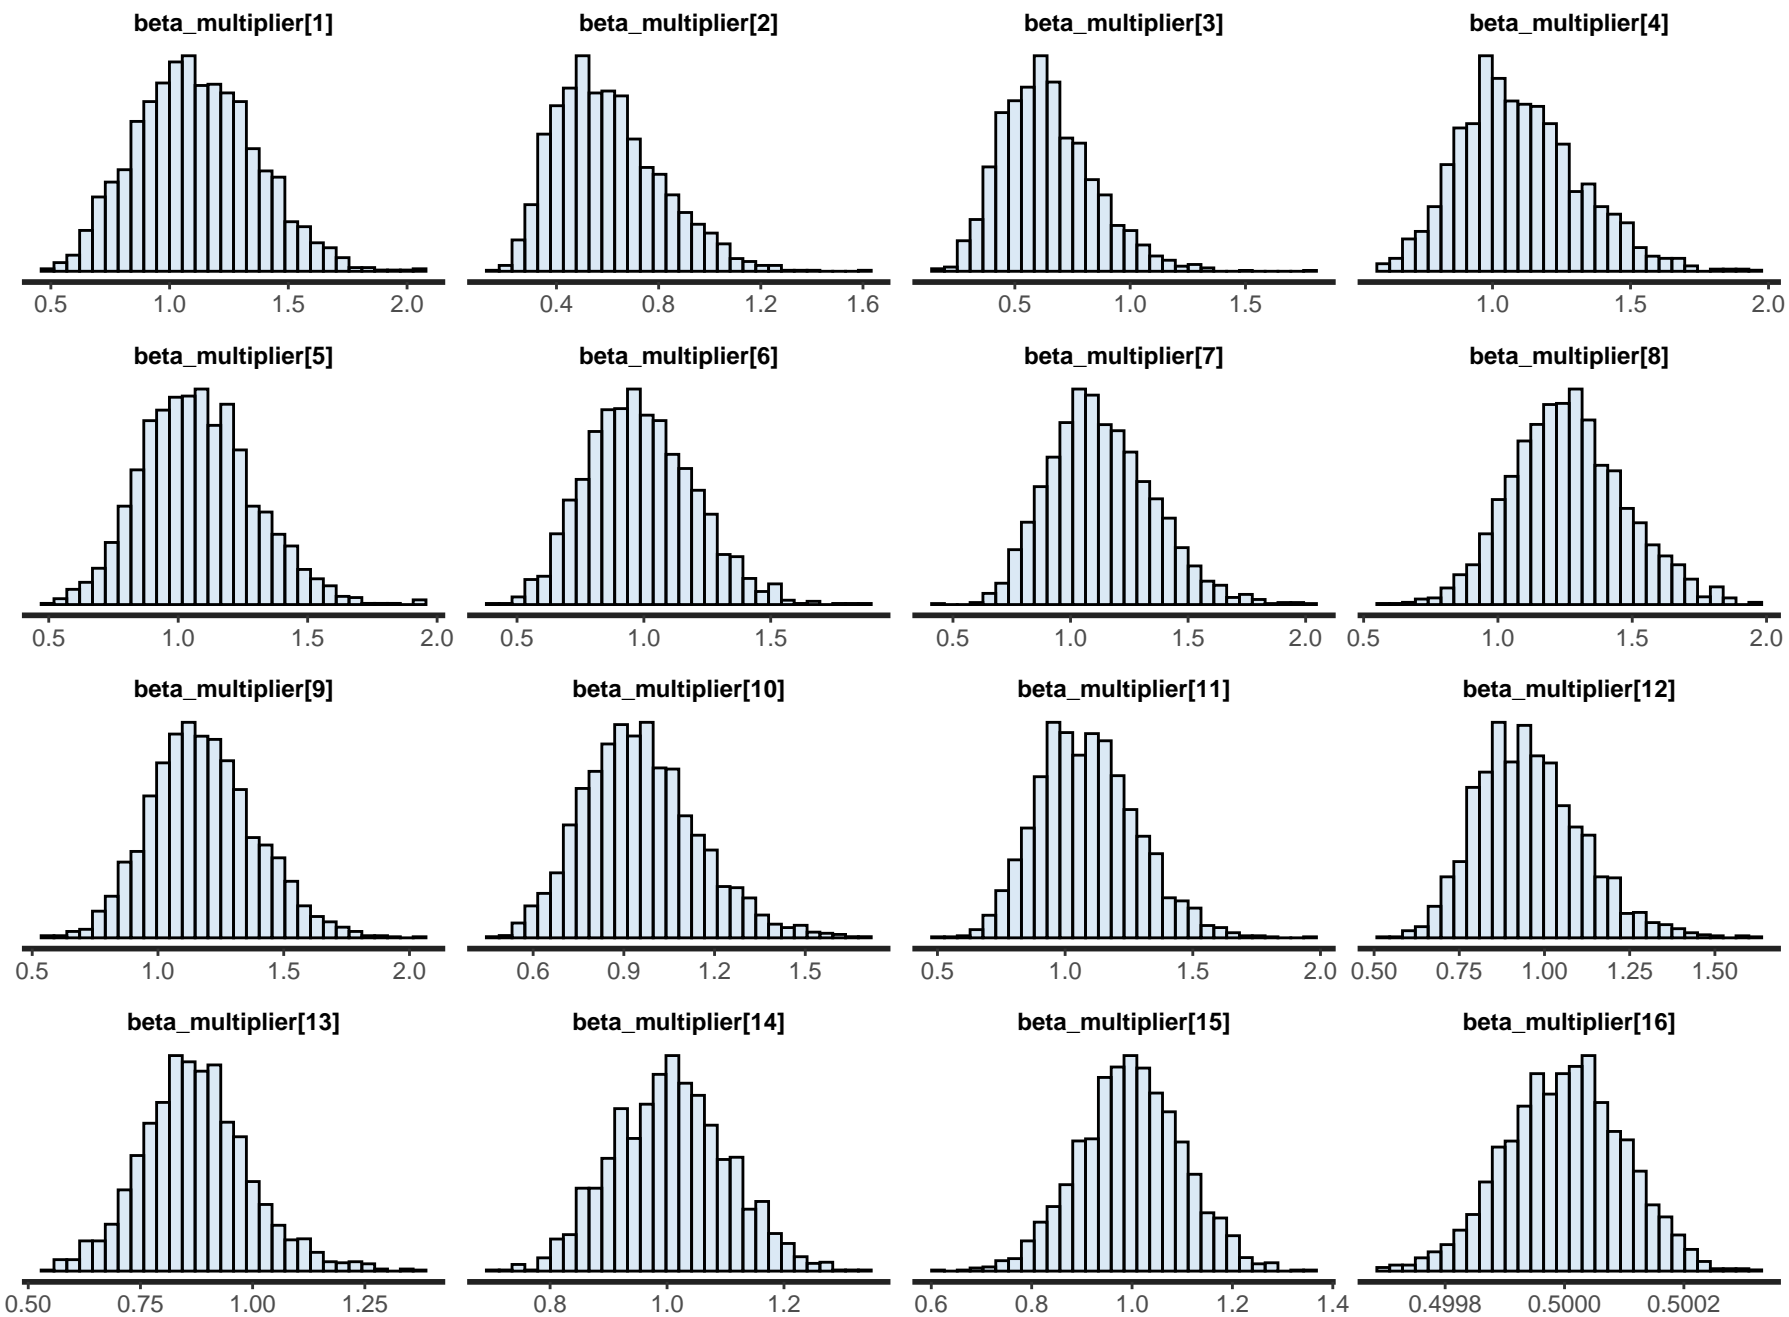 beta_multiplier[1] beta_multiplier[2] beta_multiplier[3] beta_multiplier[4]
0.5 1.0 1.5 2.0 0.4 0.8 1.2 1.6 0.5 1.0 1.5 1.0 1.5 2.0
beta_multiplier[5] beta_multiplier[6] beta_multiplier[7] beta_multiplier[8]
0.5 1.0 1.5 2.0 0.5 1.0 1.5 0.5 1.0 1.5 2.0 0.5 1.0 1.5 2.0
beta_multiplier[9] beta_multiplier[10] beta_multiplier[11] beta_multiplier[12]
0.5 1.0 1.5 2.0 0.6 0.9 1.2 1.5 0.5 1.0 1.5 2.0 0.50 0.75 1.00 1.25 1.50
beta_multiplier[13] beta_multiplier[14] beta_multiplier[15] beta_multiplier[16]
0.50 0.75 1.00 1.25 0.8 1.0 1.2 0.6 0.8 1.0 1.2 1.4 0.4998 0.5000 0.5002